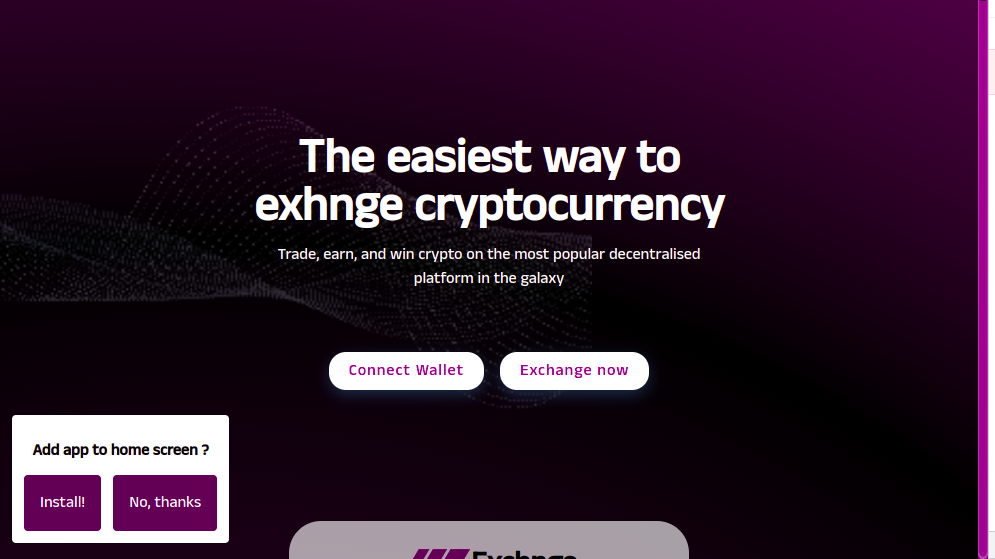 The easiest way to
exhnge cryptocurrency
Trade, earn, and win crypto on the most popular decentralised
platform in the galaxy
Connect Wallet
Exchange now
Add app to home screen ?
Install!
No, thanks
Exchnge